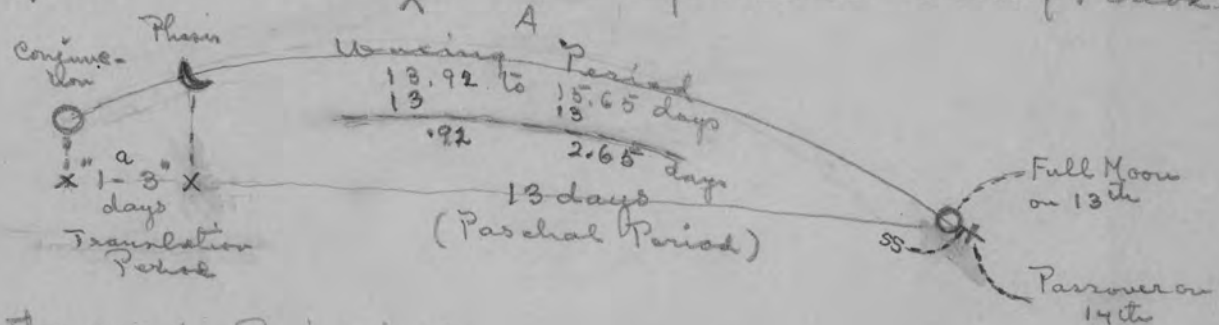 A
Phasis
Conjunc-
tion
Waxing Period
13.92 to 15.65 days
13 13
.92 2.65 days
"1-3"
a
days
Translation
Period
13 days
(Paschal Period)
Full Moon
on 13th
SS
Passover on
14th